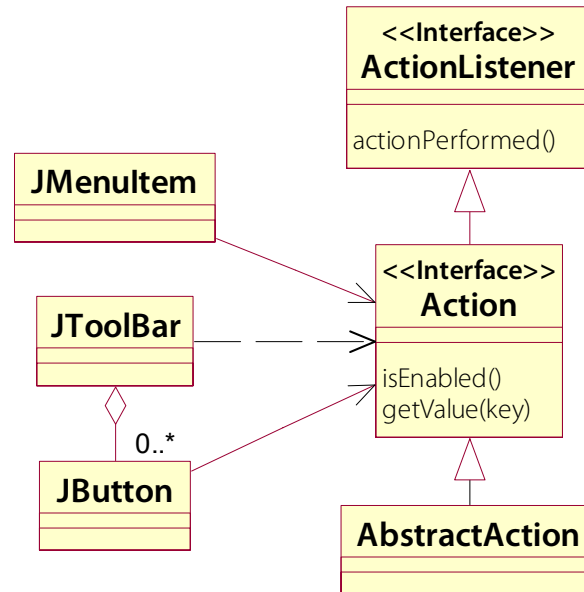 <<Interface>>
ActionListener
actionPerformed()
JMenuItem
<<Interface>>
Action
isEnabled()
getValue(key)
JToolBar
0..*
JButton
AbstractAction